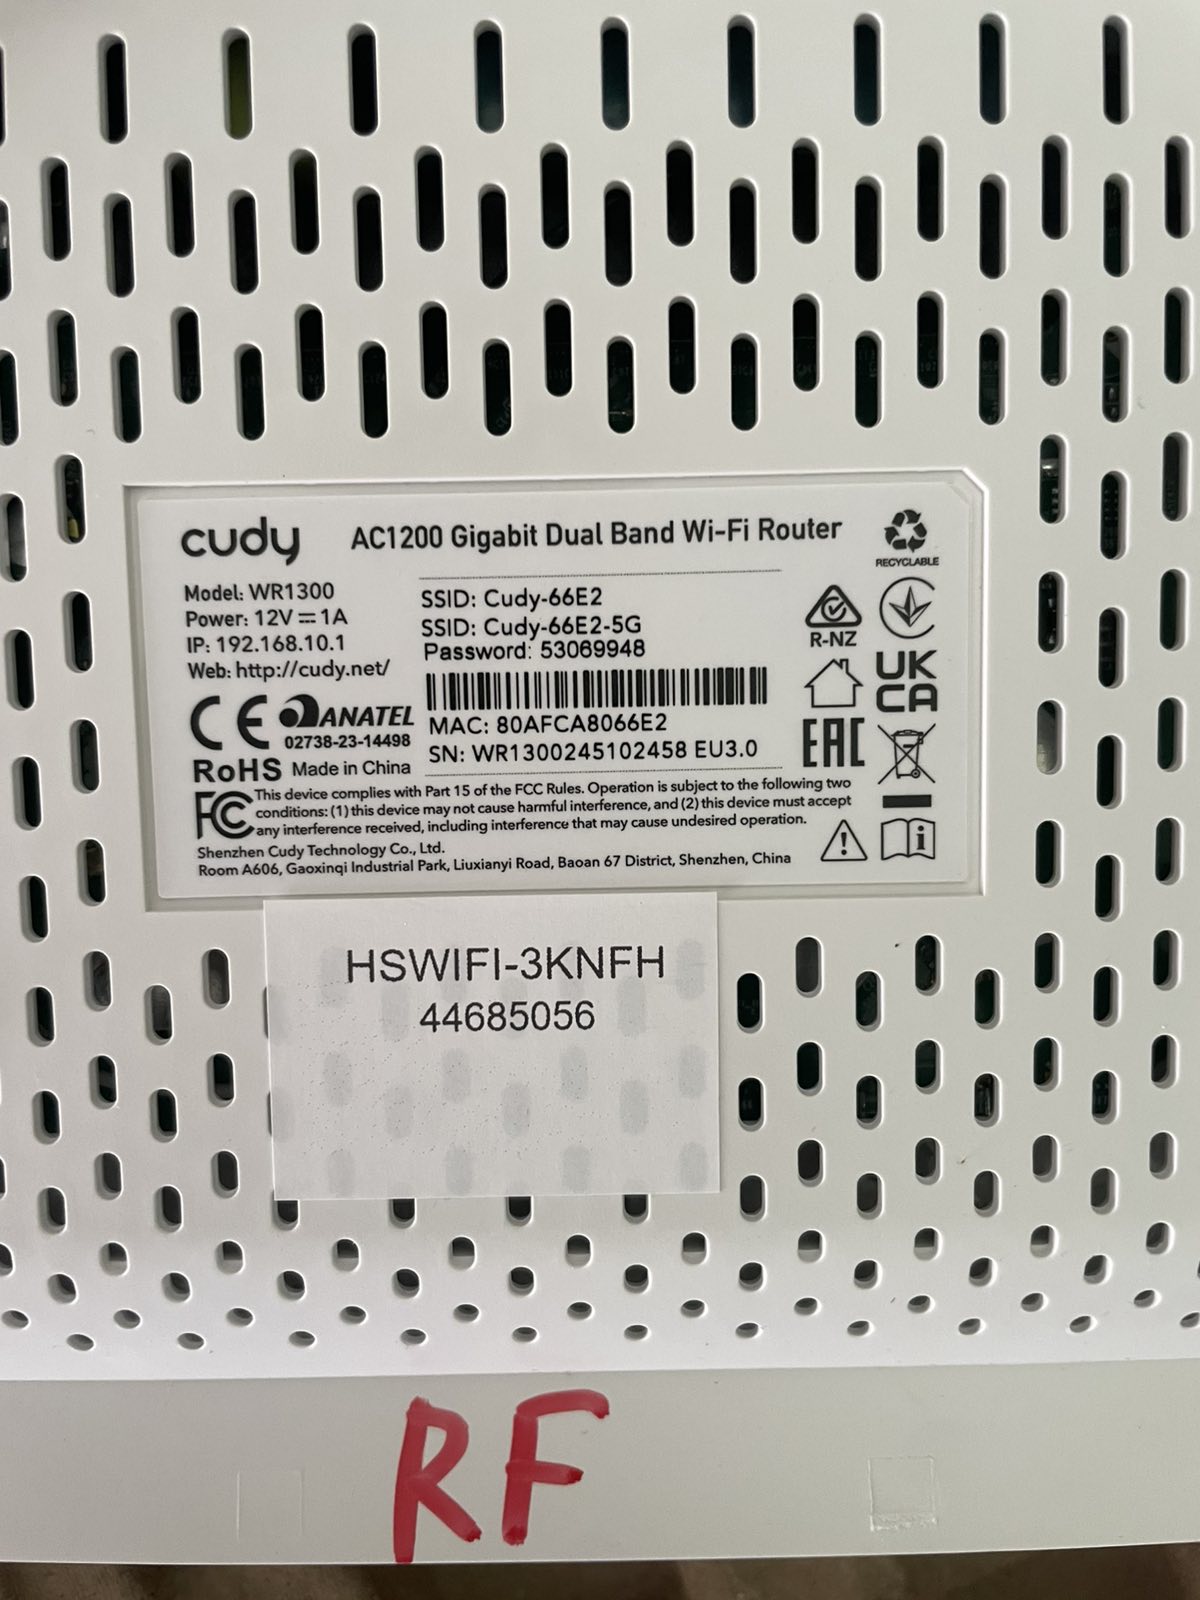 cudy AC1200 Gigabit Dual Band Wi-Fi Router
RECYCLABLE
Model: WR1300
Power: 12V⎓1A
IP: 192.168.10.1
Web: http://cudy.net/
SSID: Cudy-66E2
SSID: Cudy-66E2-5G
Password: 53069948
MAC: 80AFCA8066E2
SN: WR1300245102458 EU3.0
R-NZ
UK
CA
EAC
CE ANATEL
02738-23-14498
RoHS Made in China
FC This device complies with Part 15 of the FCC Rules. Operation is subject to the following two
conditions: (1) this device may not cause harmful interference, and (2) this device must accept
any interference received, including interference that may cause undesired operation.
Shenzhen Cudy Technology Co., Ltd.
Room A606, Gaoxinqi Industrial Park, Liuxianyi Road, Baoan 67 District, Shenzhen, China
HSWIFI-3KNFH
44685056
RF